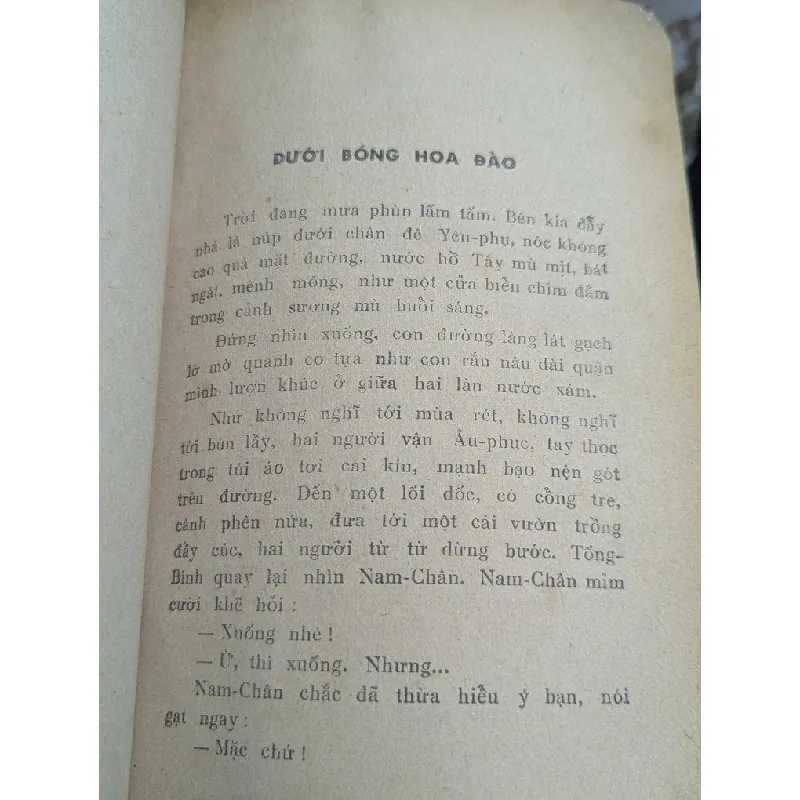 DƯỚI BÓNG HOA ĐÀO
Trời đang mưa phùn lấm tấm. Bên kia dẫy
nhà lá núp dưới chân đê Yên-phụ, nóc không
cao quá mặt đường, nước hồ Tây mù mịt, bát
ngát, mênh mông, như một cửa biển chìm đắm
trong cảnh sương mù buổi sáng.
Đứng nhìn xuống, con đường làng lát gạch
lờ mờ quanh co tựa như con rắn nâu dài quận
mình lượn khúc ở giữa hai làn nước xám.
Như không nghĩ tới mùa rét, không nghĩ
tới bùn lầy, hai người vận Âu-phục, tay thọc
trong túi áo tơi cài kín, mạnh bạo nện gót
trên đường. Đến một lối dốc, có cổng tre,
cánh phên nứa, đưa tới một cái vườn trồng
đầy cúc, hai người từ từ dừng bước. Tống-
Bình quay lại nhìn Nam-Chân. Nam-Chân mỉm
cười khẽ hỏi :
— Xuống nhé !
— Ừ, thì xuống. Nhưng...
Nam-Chân chắc đã thừa hiểu ý bạn, nói
gạt ngay :
— Mặc chứ !